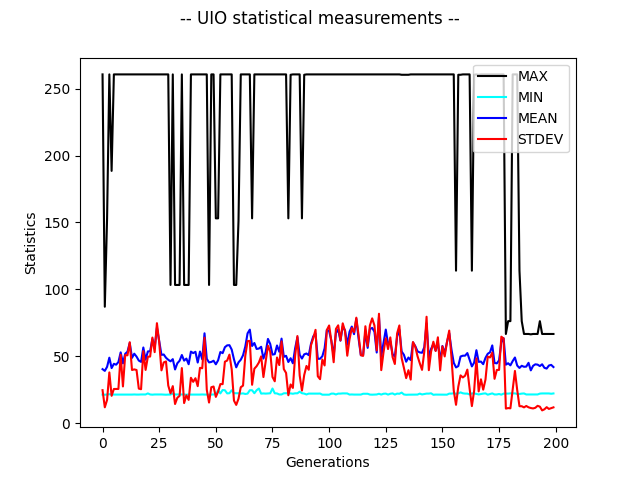 -- UIO statistical measurements --
MAX
MIN
MEAN
STDEV
250
200
150
100
50
0
Statistics
0 25 50 75 100 125 150 175 200
Generations